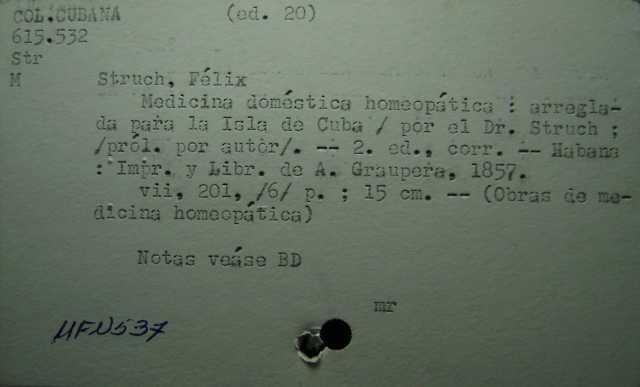 COL.CUBANA (ed. 20)
615.532
Str
M Struch, Félix
Medicina doméstica homeopática : arregla-
da para la Isla de Cuba / por el Dr. Struch ;
/pról. por autor/. -- 2. ed., corr. -- Habana
: Impr. y Libr. de A. Graupera, 1857.
vii, 201, /6/ p. ; 15 cm. -- (Obras de me-
dicina homeopática)
Notas veáse BD
mr
MFN537